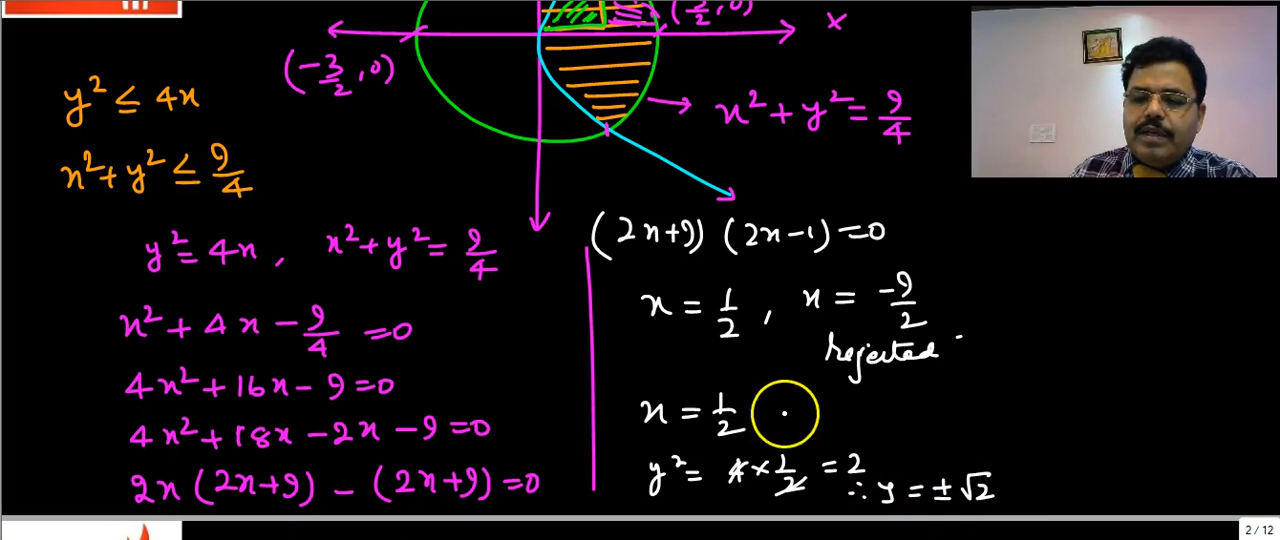 (3/2, 0)
x
(-3/2, 0)
y² ≤ 4x
x² + y² = 9/4
x² + y² ≤ 9/4
y² = 4x, x² + y² = 9/4
x² + 4x - 9/4 = 0
4x² + 16x - 9 = 0
4x² + 18x - 2x - 9 = 0
2x (2x+9) - (2x+9) = 0
(2x+9) (2x-1) = 0
x = 1/2, x = -9/2
rejected
x = 1/2
y² = 4 × 1/2 = 2
∴ y = ± √2
2 / 12